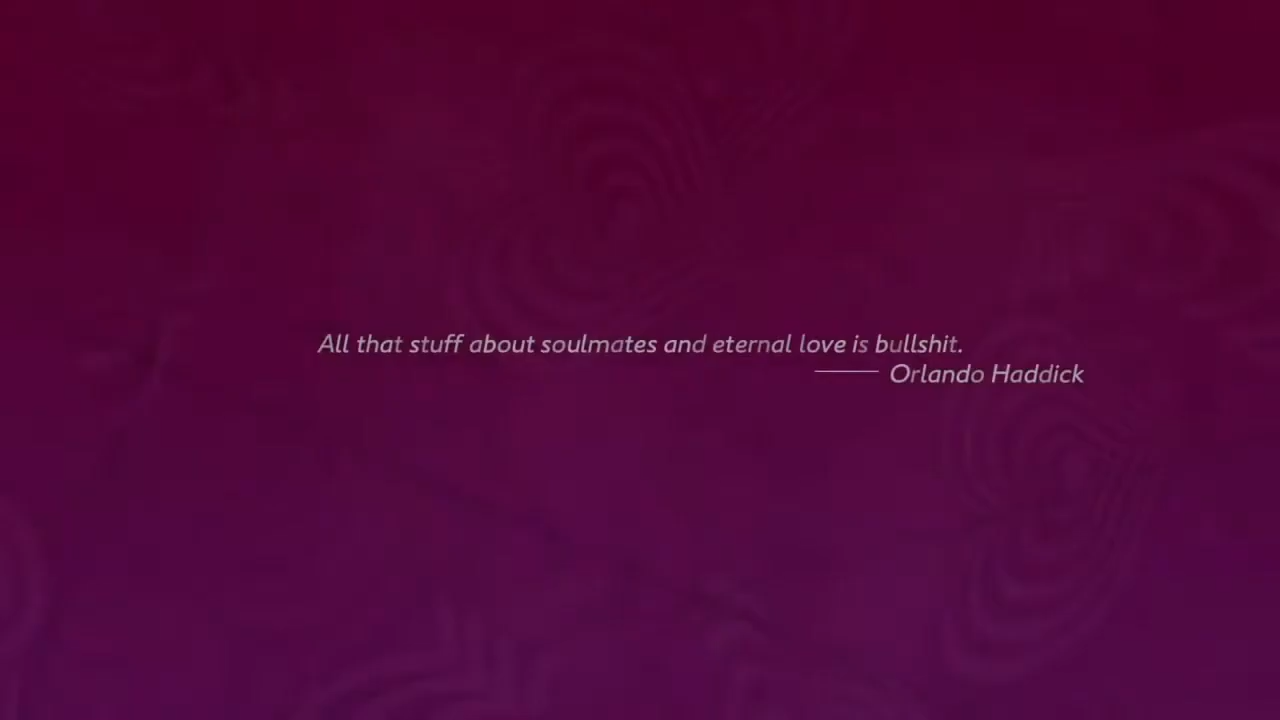 All that stuff about soulmates and eternal love is bullshit.
Orlando Haddick